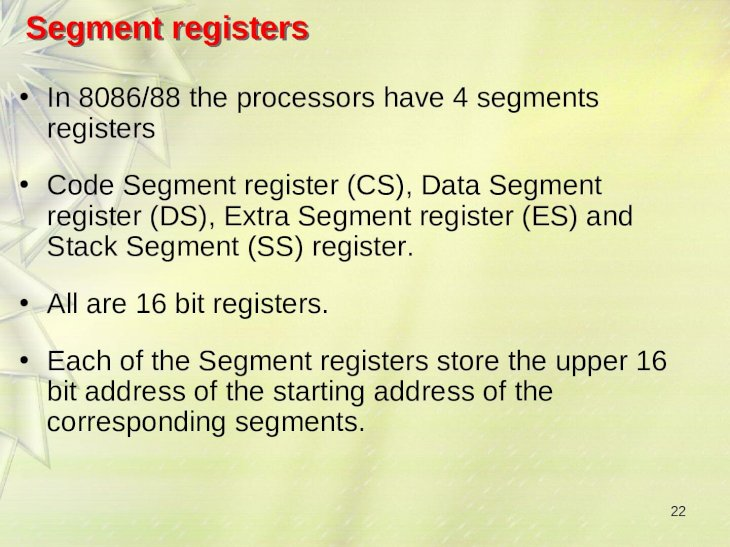 Segment registers
• In 8086/88 the processors have 4 segments
registers
• Code Segment register (CS), Data Segment
register (DS), Extra Segment register (ES) and
Stack Segment (SS) register.
• All are 16 bit registers.
• Each of the Segment registers store the upper 16
bit address of the starting address of the
corresponding segments.
22